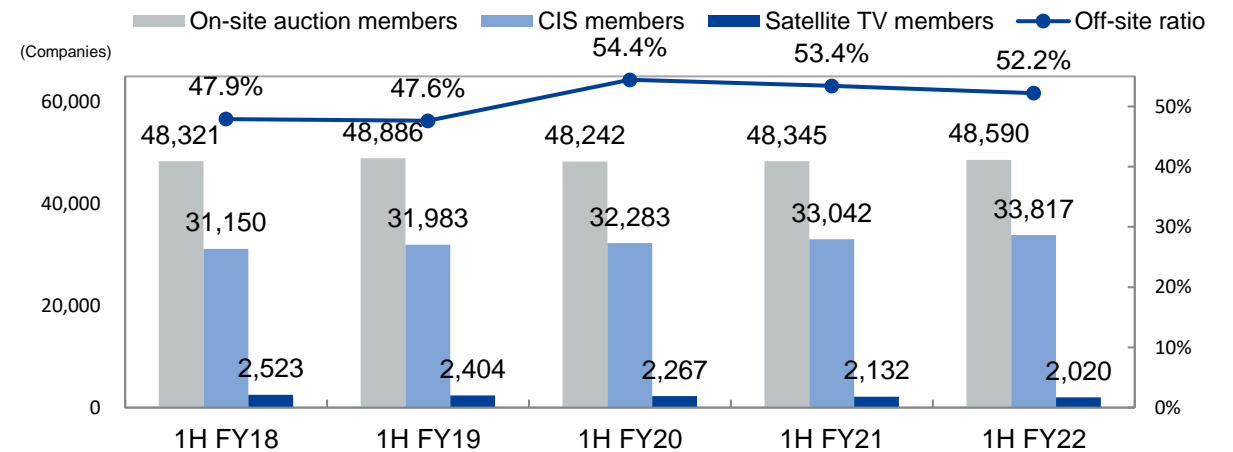 On-site auction members CIS members Satellite TV members Off-site ratio
(Companies)
54.4% 53.4% 52.2%
47.9% 47.6%
60,000 50%
48,321 48,886 48,242 48,345 48,590
40%
40,000
31,150 31,983 32,283 33,042 33,817
30%
20,000 20%
10%
2,523 2,404 2,267 2,132 2,020
0 0%
1H FY18 1H FY19 1H FY20 1H FY21 1H FY22